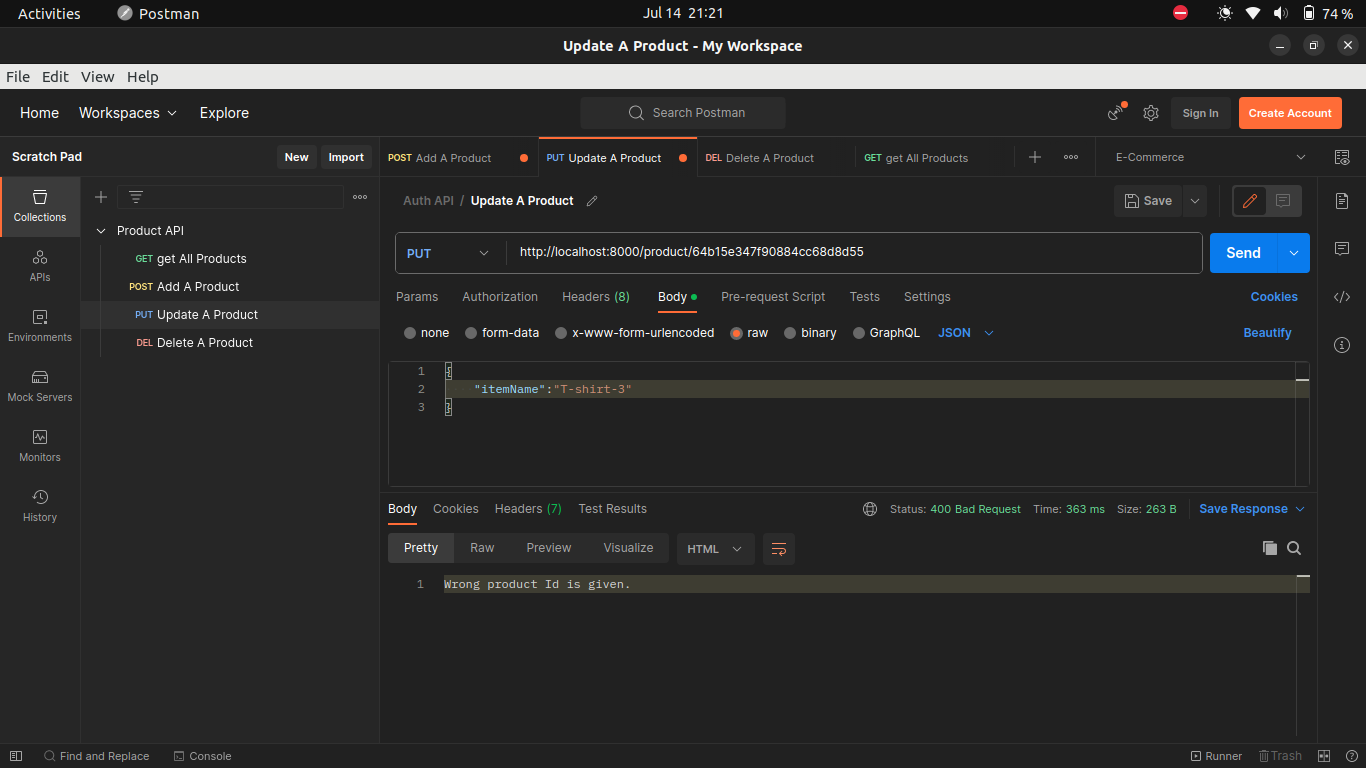 Activities Postman Jul 14 21:21 74 %
Update A Product - My Workspace
File Edit View Help
Home Workspaces Explore Search Postman Sign In Create Account
Scratch Pad New Import POST Add A Product PUT Update A Product DEL Delete A Product GET get All Products E-Commerce
Collections
APIs
Environments
Mock Servers
Monitors
History
Product API
GET get All Products
POST Add A Product
PUT Update A Product
DEL Delete A Product
Auth API / Update A Product Save
PUT http://localhost:8000/product/64b15e347f90884cc68d8d55 Send
Params Authorization Headers (8) Body Pre-request Script Tests Settings Cookies
none form-data x-www-form-urlencoded raw binary GraphQL JSON Beautify
1 {
2 "itemName":"T-shirt-3"
3 }
Body Cookies Headers (7) Test Results Status: 400 Bad Request Time: 363 ms Size: 263 B Save Response
Pretty Raw Preview Visualize HTML
1 Wrong product Id is given.
Find and Replace Console Runner Trash